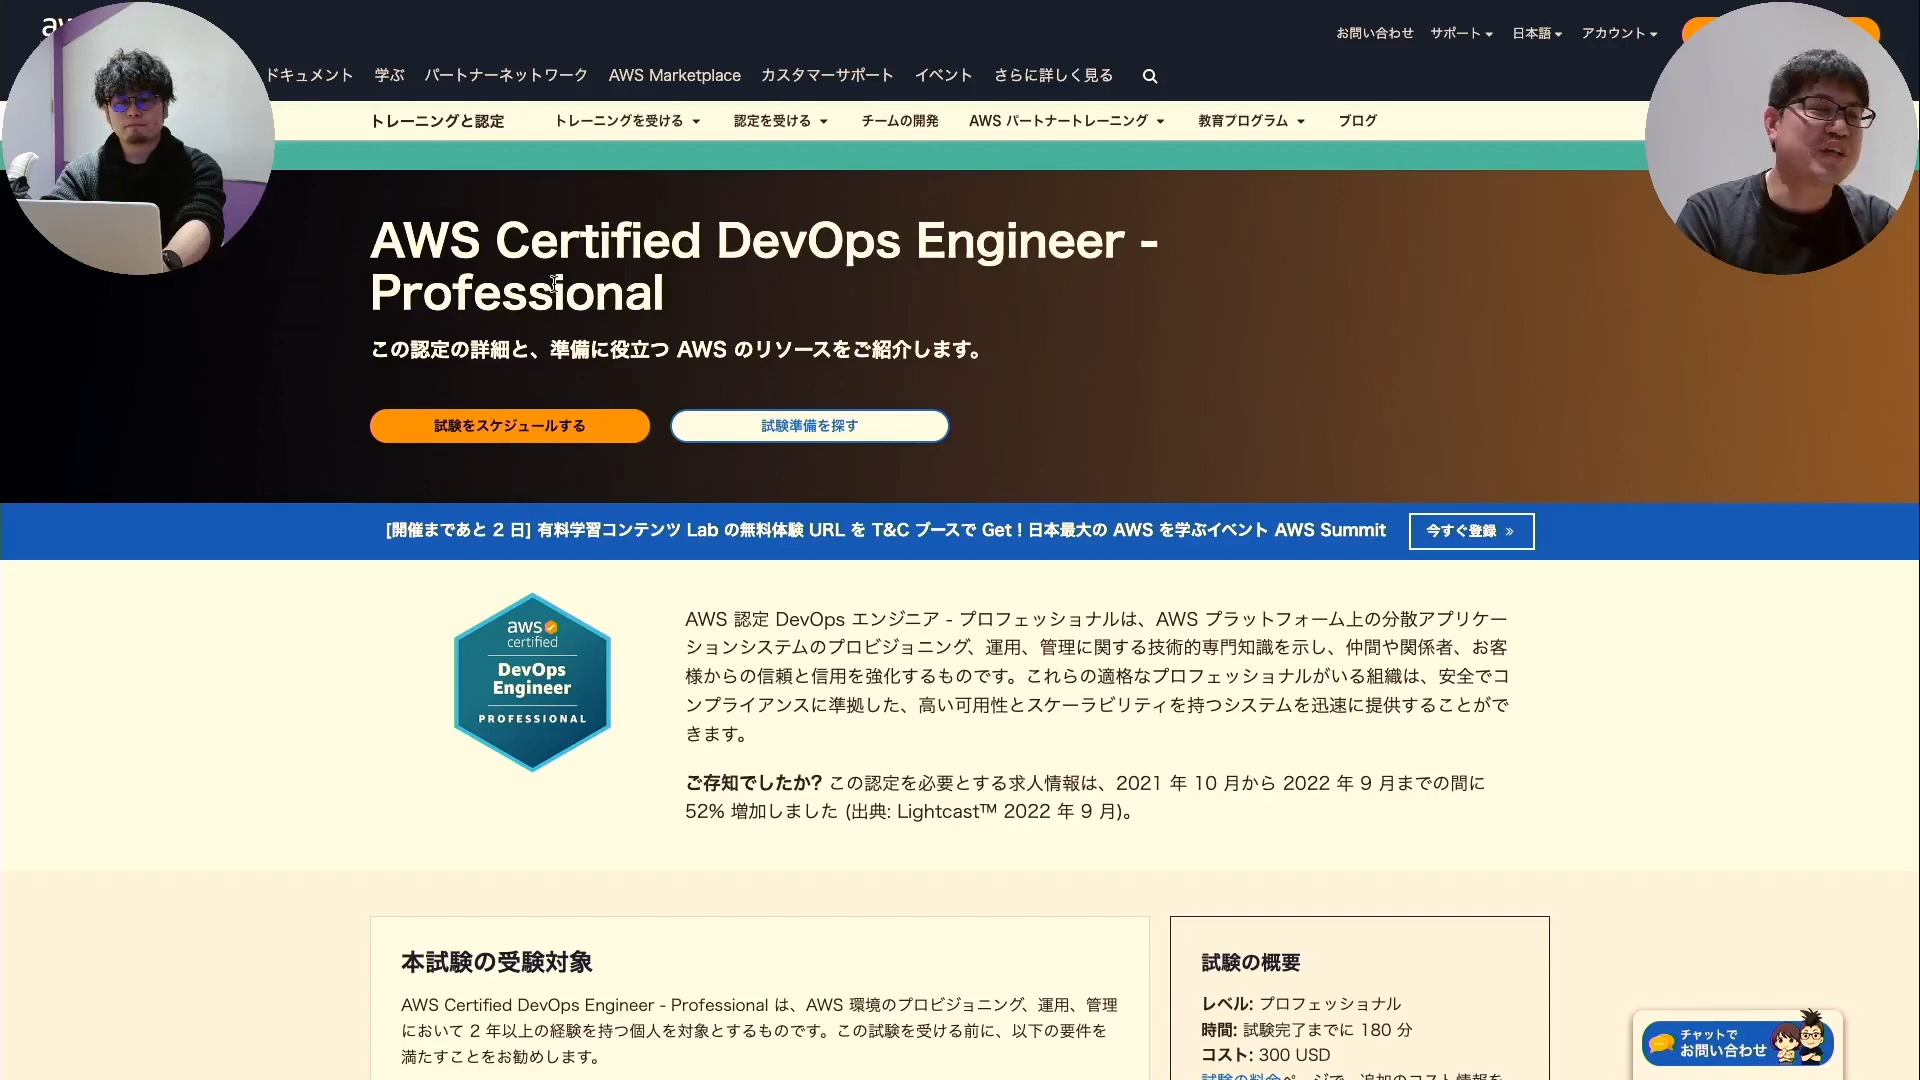 お問い合わせ サポート 日本語 アカウント
ドキュメント 学ぶ パートナーネットワーク AWS Marketplace カスタマーサポート イベント さらに詳しく見る
トレーニングと認定 トレーニングを受ける 認定を受ける チームの開発 AWS パートナートレーニング 教育プログラム ブログ
AWS Certified DevOps Engineer -
Professional
この認定の詳細と、準備に役立つ AWS のリソースをご紹介します。
試験をスケジュールする 試験準備を探す
[開催まであと 2 日] 有料学習コンテンツ Lab の無料体験 URL を T&C ブースで Get！日本最大の AWS を学ぶイベント AWS Summit 今すぐ登録 »
aws
certified
DevOps
Engineer
PROFESSIONAL
AWS 認定 DevOps エンジニア - プロフェッショナルは、AWS プラットフォーム上の分散アプリケー
ションシステムのプロビジョニング、運用、管理に関する技術的専門知識を示し、仲間や関係者、お客
様からの信頼と信用を強化するものです。これらの適格なプロフェッショナルがいる組織は、安全でコ
ンプライアンスに準拠した、高い可用性とスケーラビリティを持つシステムを迅速に提供することがで
きます。
ご存知でしたか? この認定を必要とする求人情報は、2021 年 10 月から 2022 年 9 月までの間に
52% 増加しました (出典: Lightcast™ 2022 年 9 月)。
本試験の受験対象
AWS Certified DevOps Engineer - Professional は、AWS 環境のプロビジョニング、運用、管理
において 2 年以上の経験を持つ個人を対象とするものです。この試験を受ける前に、以下の要件を
満たすことをお勧めします。
試験の概要
レベル: プロフェッショナル
時間: 試験完了までに 180 分
コスト: 300 USD
試験の料金ページで、追加のコスト情報を
チャットで
お問い合わせ